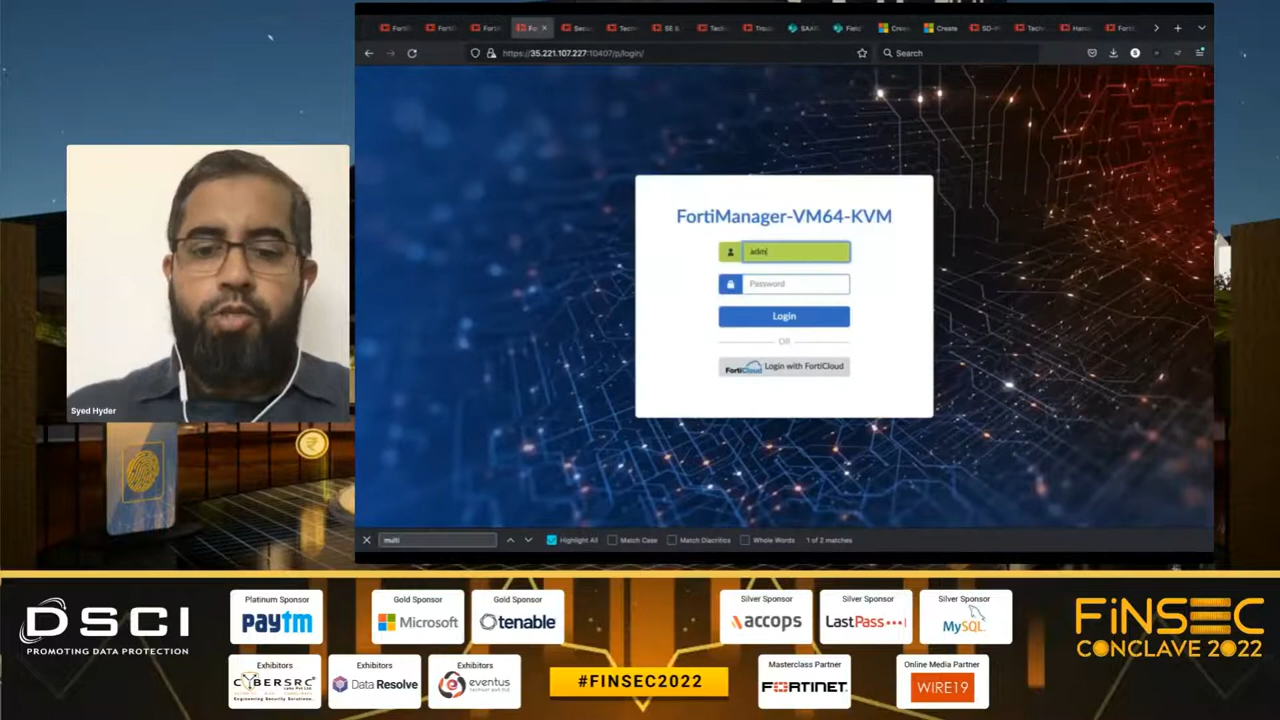 https://35.221.107.227:10407/p/login/
Search
FortiManager-VM64-KVM
Password
Login
OR
FortiCloud Login with FortiCloud
Syed Hyder
multi
Highlight All
Match Case
Match Diacritics
Whole Words
1 of 2 matches
DSCI
PROMOTING DATA PROTECTION
Platinum Sponsor
paytm
Gold Sponsor
Microsoft
Gold Sponsor
tenable
Silver Sponsor
accops
Silver Sponsor
LastPass
Silver Sponsor
MySQL
FiNSEC
CONCLAVE 2022
Exhibitors
CYBERSRC
Exhibitors
Data Resolve
Exhibitors
eventus
#FINSEC2022
Masterclass Partner
FORTINET
Online Media Partner
WIRE19